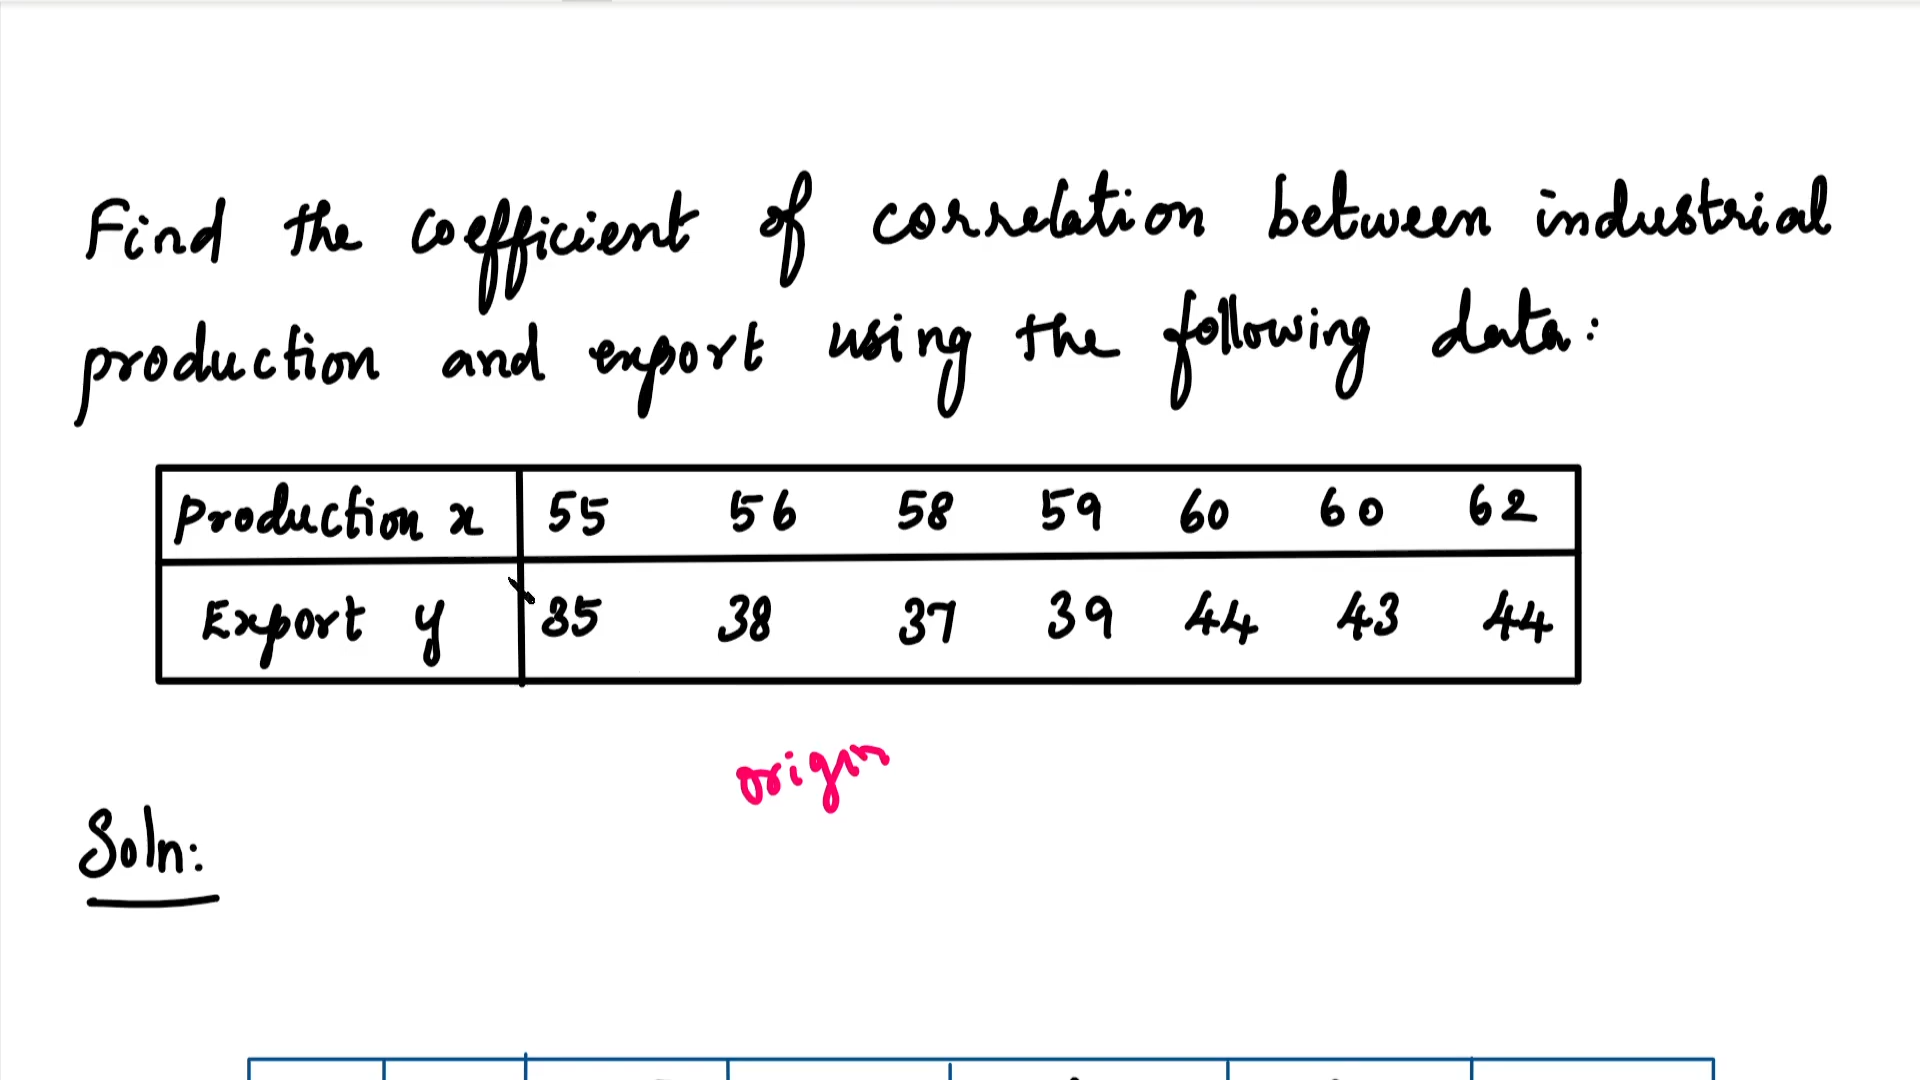 Find the coefficient of correlation between industrial
production and export using the following data:
Production x 55 56 58 59 60 60 62
Export y 35 38 37 39 44 43 44
origin
Soln: